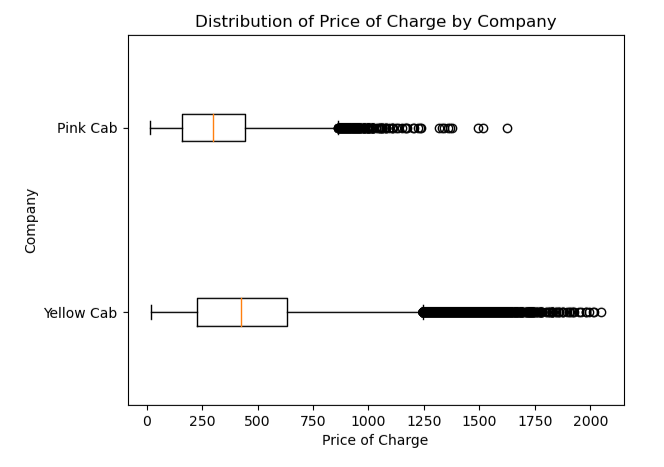 Distribution of Price of Charge by Company
Pink Cab
Company
Yellow Cab
0 250 500 750 1000 1250 1500 1750 2000
Price of Charge